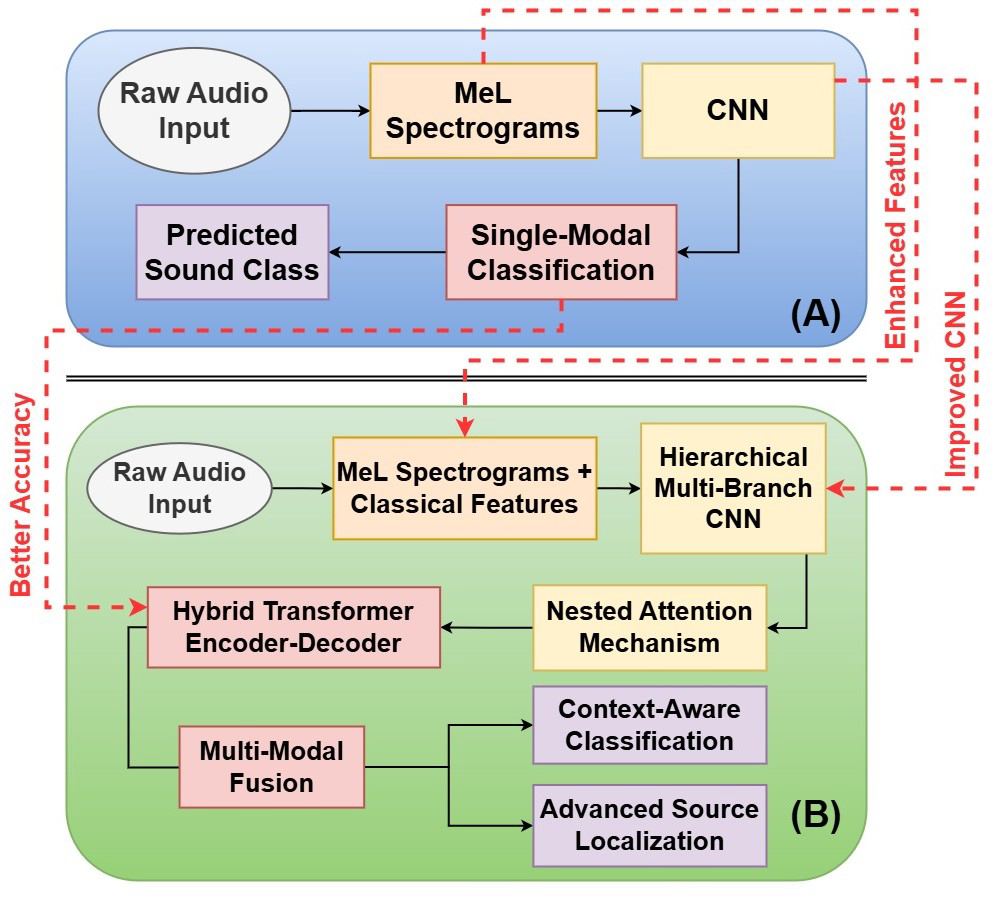 Raw Audio
Input
MeL
Spectrograms
CNN
Predicted
Sound Class
Single-Modal
Classification
(A)
Enhanced Features
Improved CNN
Better Accuracy
Raw Audio
Input
MeL Spectrograms +
Classical Features
Hierarchical
Multi-Branch
CNN
Hybrid Transformer
Encoder-Decoder
Nested Attention
Mechanism
Multi-Modal
Fusion
Context-Aware
Classification
Advanced Source
Localization
(B)